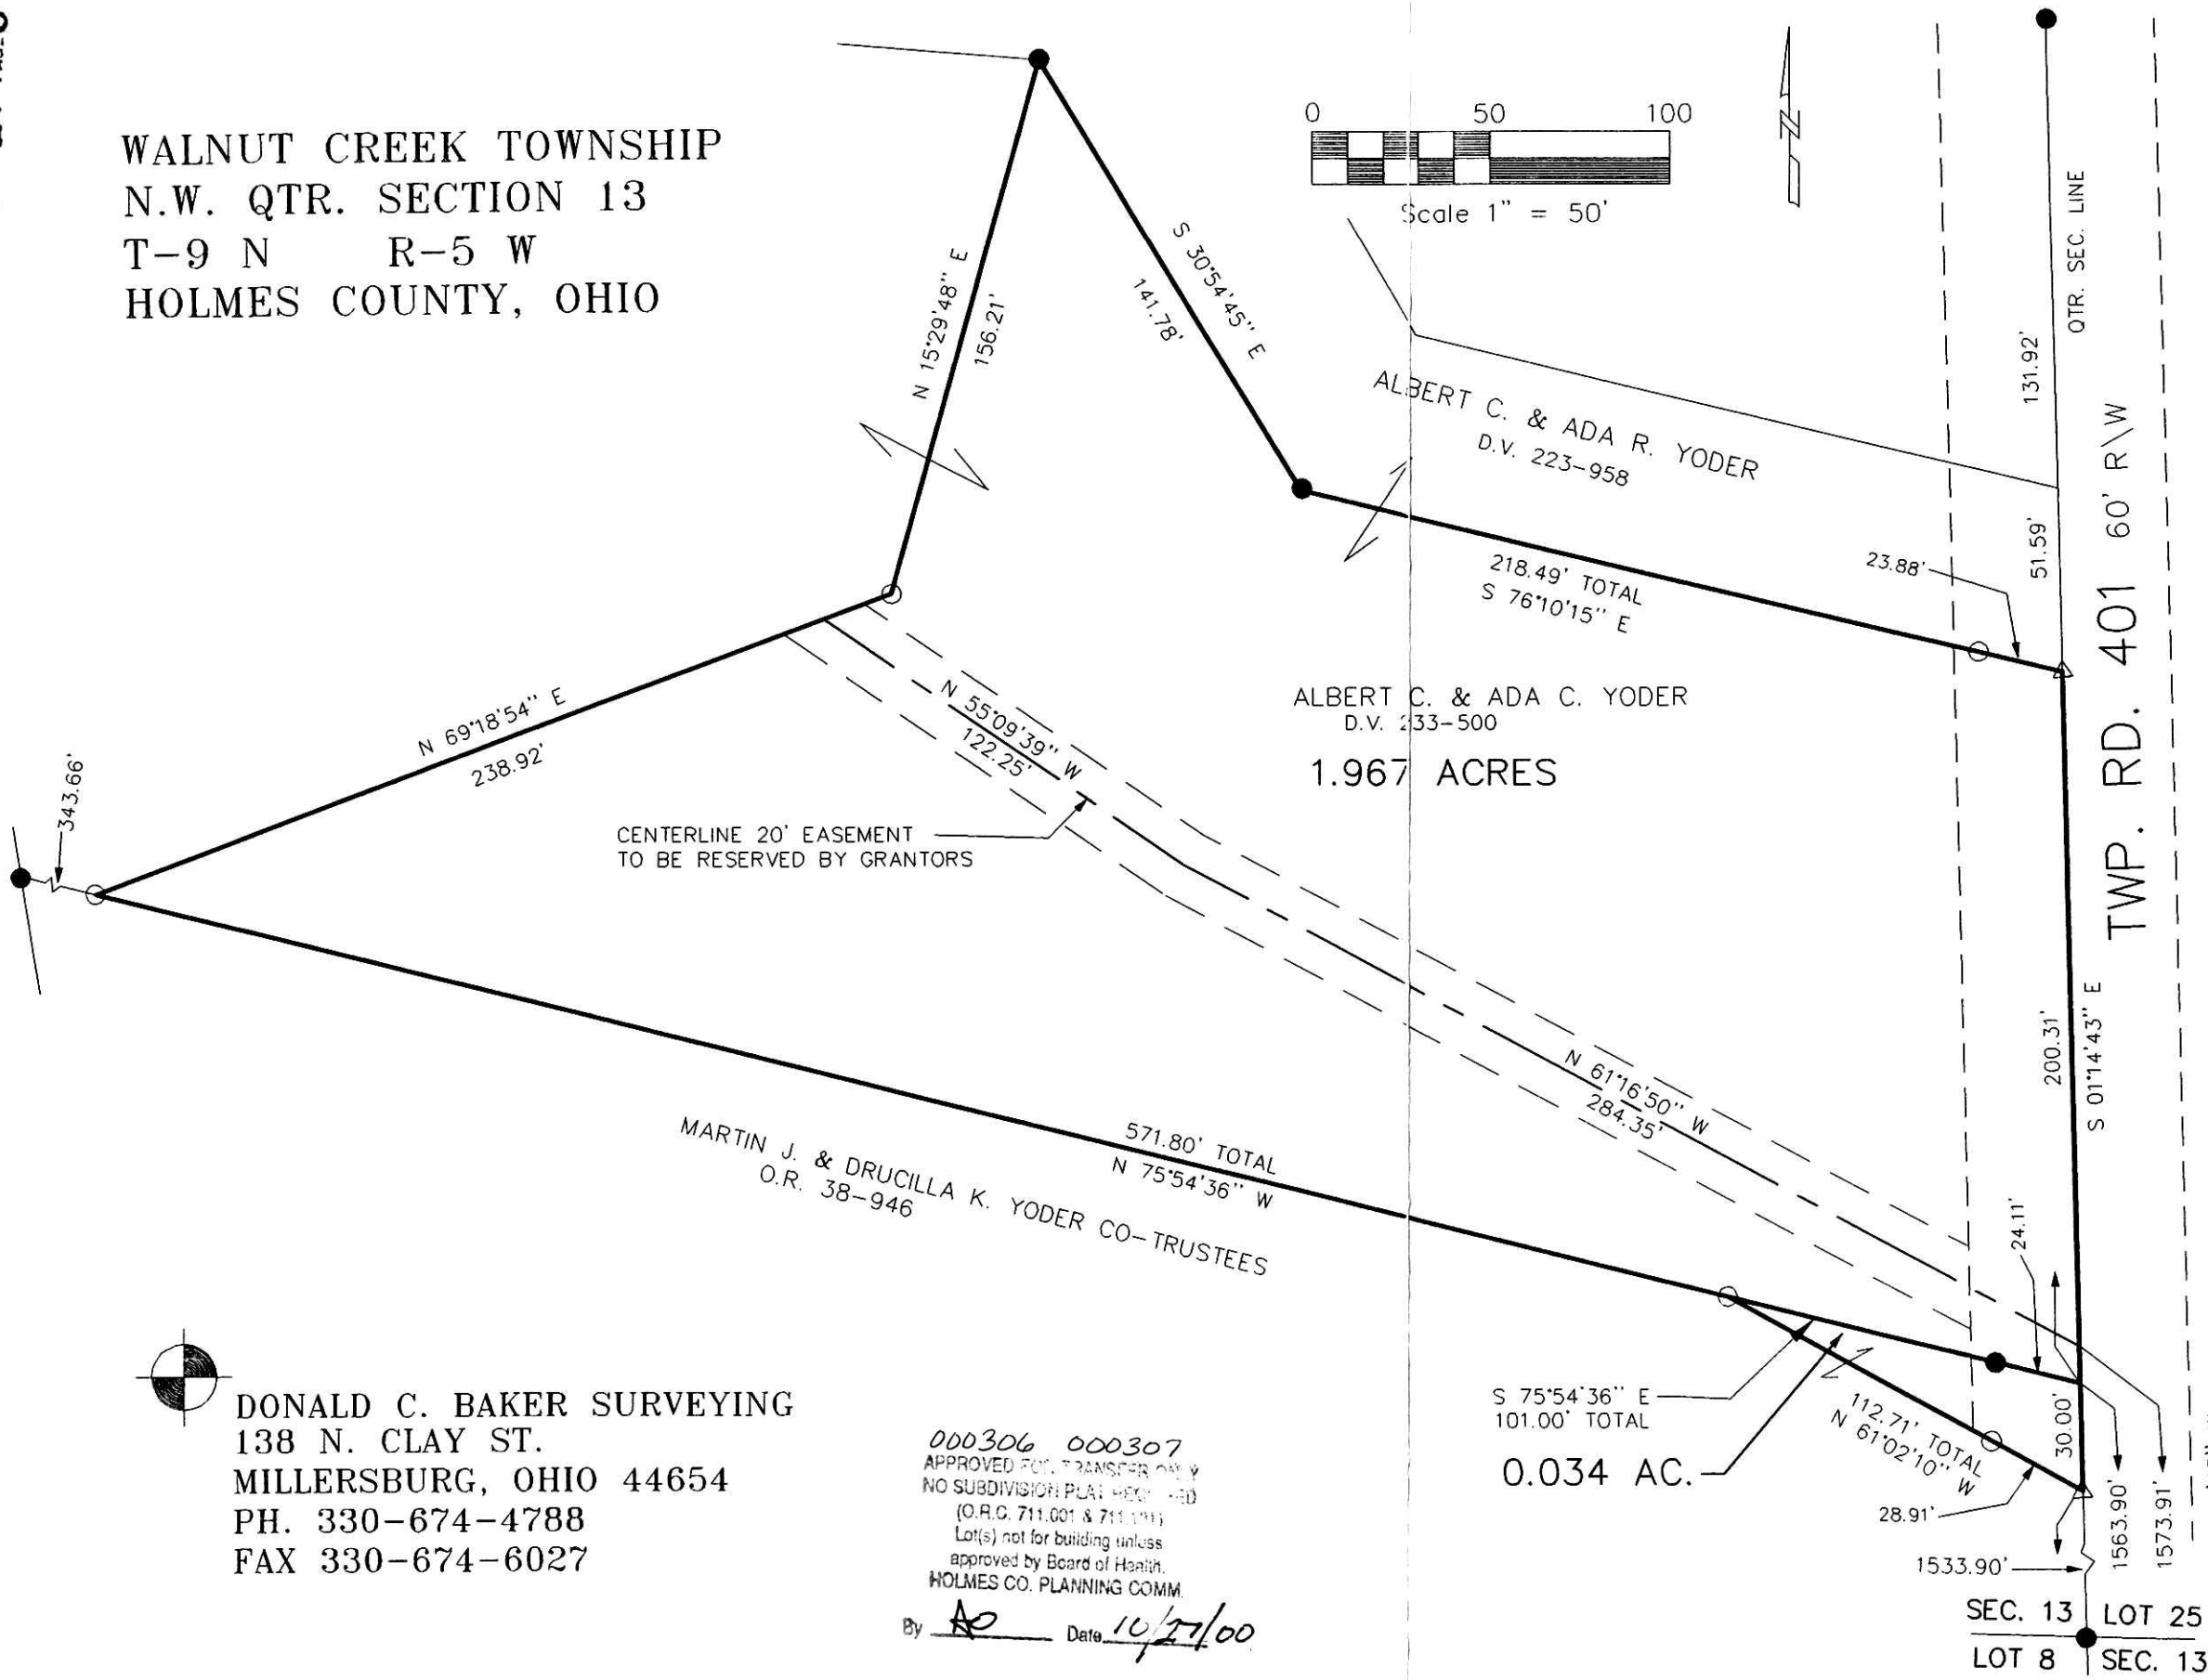 WALNUT CREEK TOWNSHIP
N.W. QTR. SECTION 13
T-9 N R-5 W
HOLMES COUNTY, OHIO
0 50 100
Scale 1" = 50'
N
N 15°29'48" E
156.21'
S 30°54'45" E
141.78'
ALBERT C. & ADA R. YODER
D.V. 223-958
QTR. SEC. LINE
131.92'
51.59'
TWP. RD. 401 60' R\W
23.88'
218.49' TOTAL
S 76°10'15" E
ALBERT C. & ADA C. YODER
D.V. 233-500
1.967 ACRES
N 69°18'54" E
238.92'
343.66'
N 55°09'39" W
122.25'
CENTERLINE 20' EASEMENT
TO BE RESERVED BY GRANTORS
N 61°16'50" W
284.35'
200.31'
S 01°14'43" E
571.80' TOTAL
N 75°54'36" W
MARTIN J. & DRUCILLA K. YODER CO-TRUSTEES
O.R. 38-946
24.11'
S 75°54'36" E
101.00' TOTAL
0.034 AC.
112.71' TOTAL
N 61°02'10" W
30.00'
28.91'
1533.90'
1563.90'
1573.91'
SEC. 13 LOT 25
LOT 8 SEC. 13
DONALD C. BAKER SURVEYING
138 N. CLAY ST.
MILLERSBURG, OHIO 44654
PH. 330-674-4788
FAX 330-674-6027
000306 000307
APPROVED FOR TRANSFER ONLY
NO SUBDIVISION PLAT
(O.R.C. 711.001 &
Lot(s) not for building unless
approved by Board of Health.
HOLMES CO. PLANNING COMM.
By AO Date 10/27/00